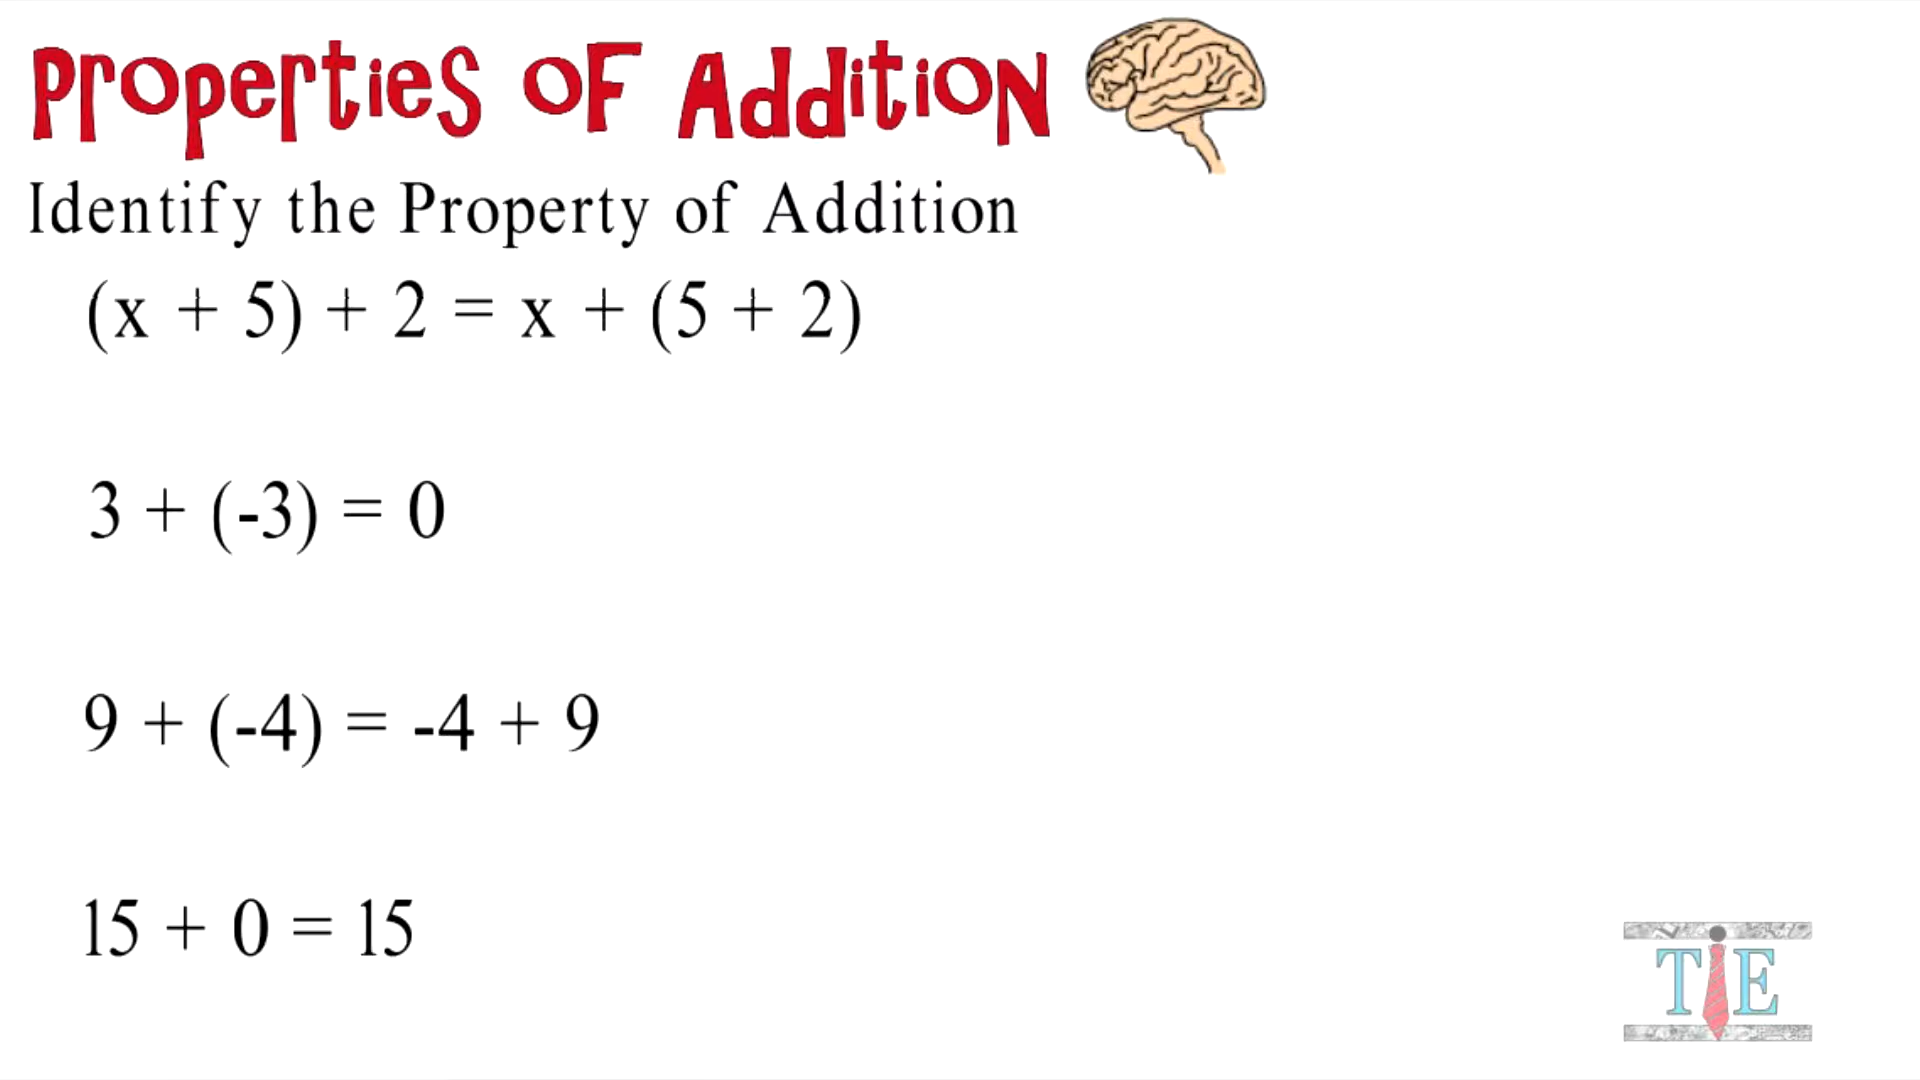 Properties of Addition
Identify the Property of Addition
(x + 5) + 2 = x + (5 + 2)
3 + (-3) = 0
9 + (-4) = -4 + 9
15 + 0 = 15
TIE